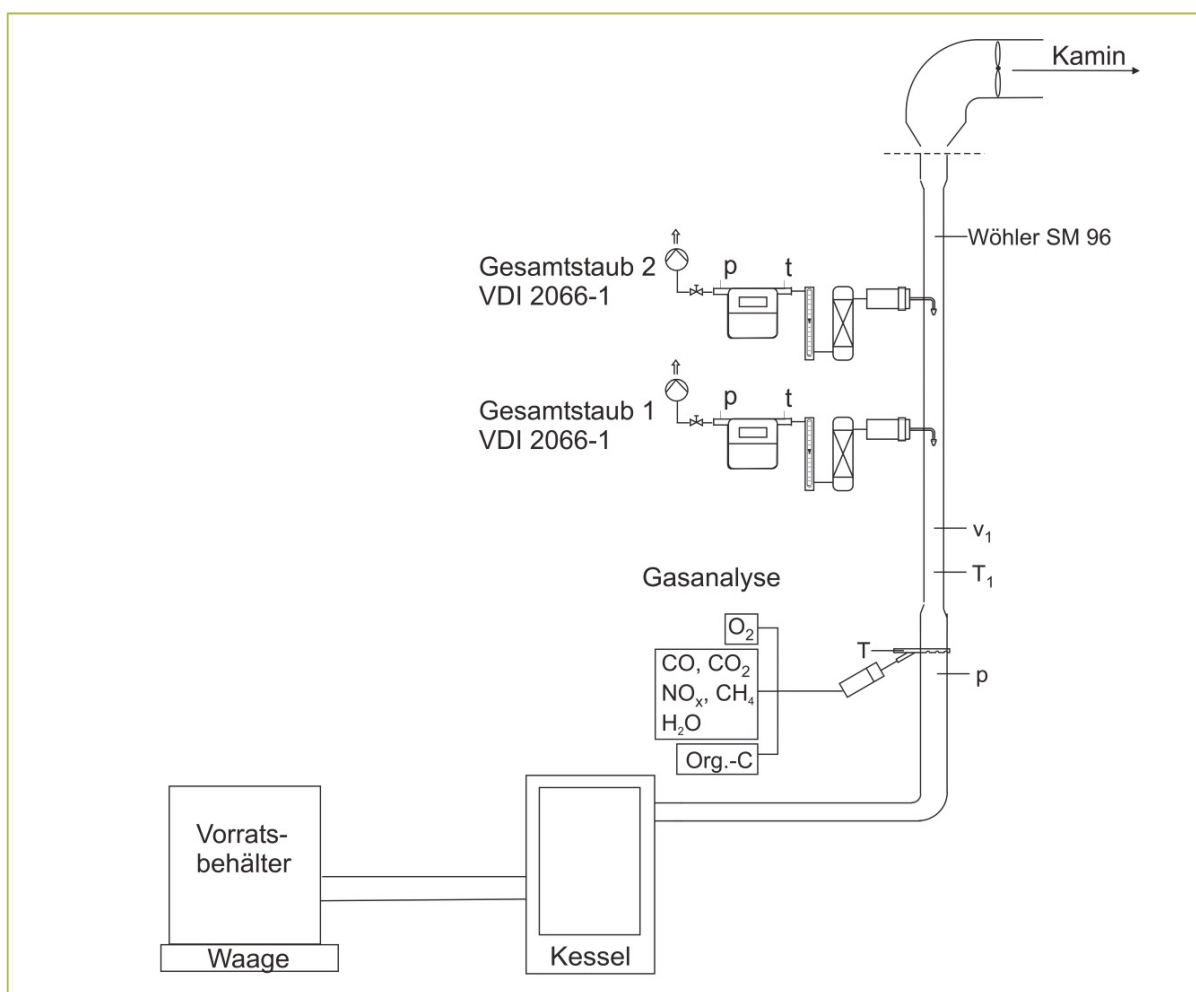 Kamin
Wöhler SM 96
Gesamtstaub 2
VDI 2066-1
p t
Gesamtstaub 1
VDI 2066-1
p t
v₁
T₁
Gasanalyse
O₂
T
CO, CO₂
NOₓ, CH₄
H₂O
p
Org.-C
Vorrats-
behälter
Waage
Kessel